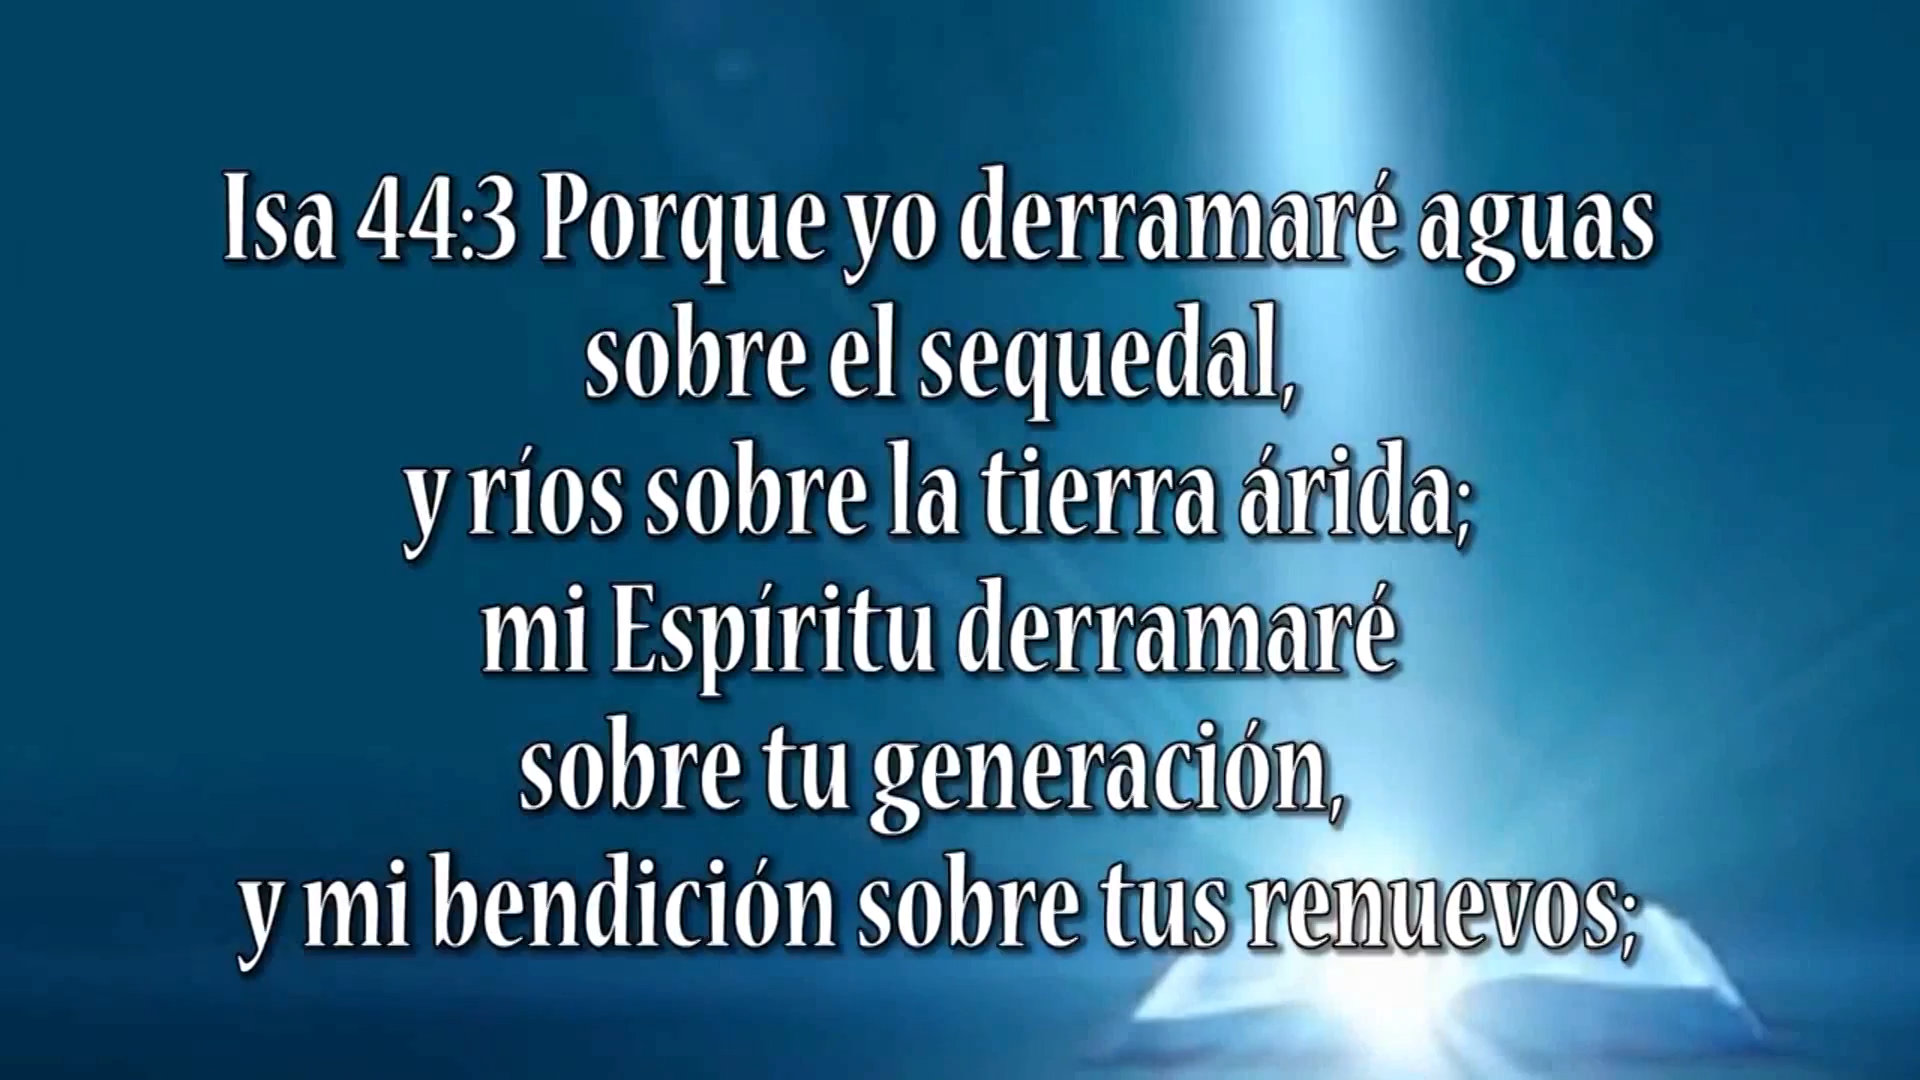 Isa 44:3 Porque yo derramaré aguas
sobre el sequedal,
y ríos sobre la tierra árida;
mi Espíritu derramaré
sobre tu generación,
y mi bendición sobre tus renuevos;